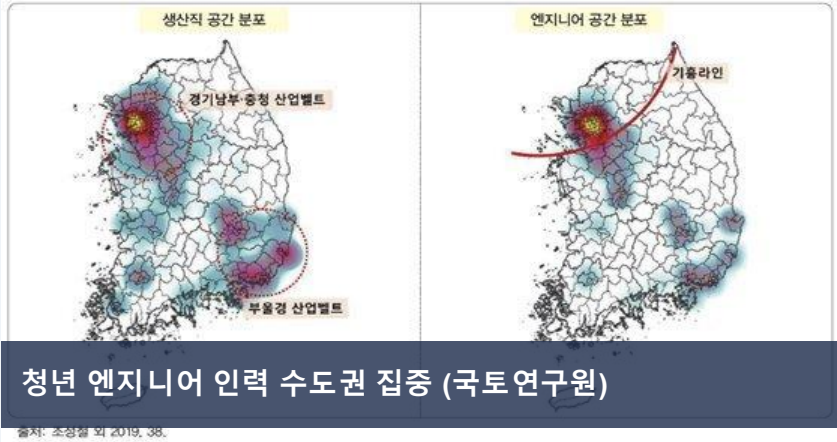 생산직 공간 분포
엔지니어 공간 분포
기흥라인
경기남부·충청 산업벨트
부울경 산업벨트
청년 엔지니어 인력 수도권 집중 (국토연구원)
출처: 조성철 외 2019, 38.